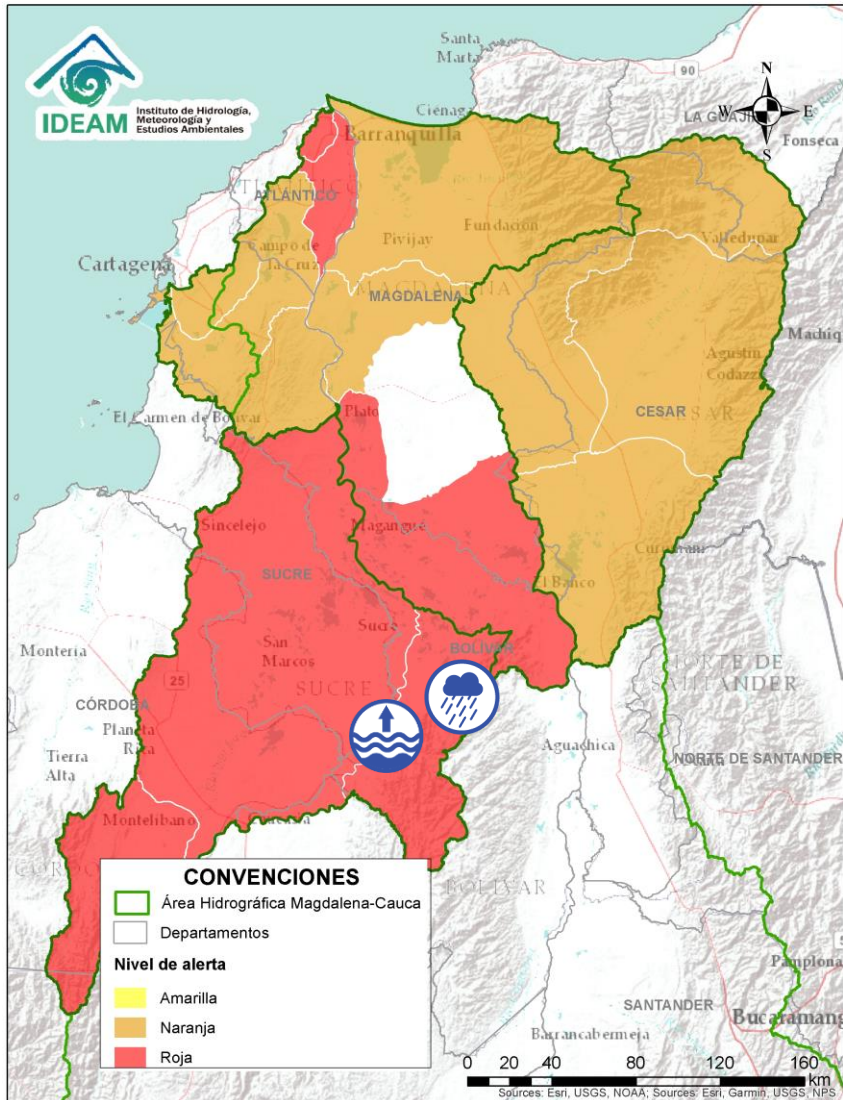 IDEAM
Instituto de Hidrología,
Meteorología y
Estudios Ambientales
Santa
Marta
90
N
W
E
S
LA GUAJIR
Fonseca
Ciénaga
Barranquilla
ATLÁNTICO
Cartagena
Campo de
la Cruz
Pivijay
Fundación
Valledupar
MAGDALENA
Machiq
Agustín
Codazzi
CESAR
El Carmen de Bolívar
Plato
Sincelejo
Magangué
SUCRE
El Banco
Montería
San
Marcos
Sucre
BOLÍVAR
SUCRE
25
NORTE DE
SANTANDER
CÓRDOBA
Planeta
Rica
Tierra
Alta
Aguachica
NORTE DE SANTANDER
Montelíbano
BOLÍVAR
CONVENCIONES
Área Hidrográfica Magdalena-Cauca
Departamentos
Nivel de alerta
Amarilla
Naranja
Roja
Pamplona
SANTANDER
Bucaramang
Barrancabermeja
0 20 40 80 120 160
km
Sources: Esri, USGS, NOAA; Sources: Esri, Garmin, USGS, NPS